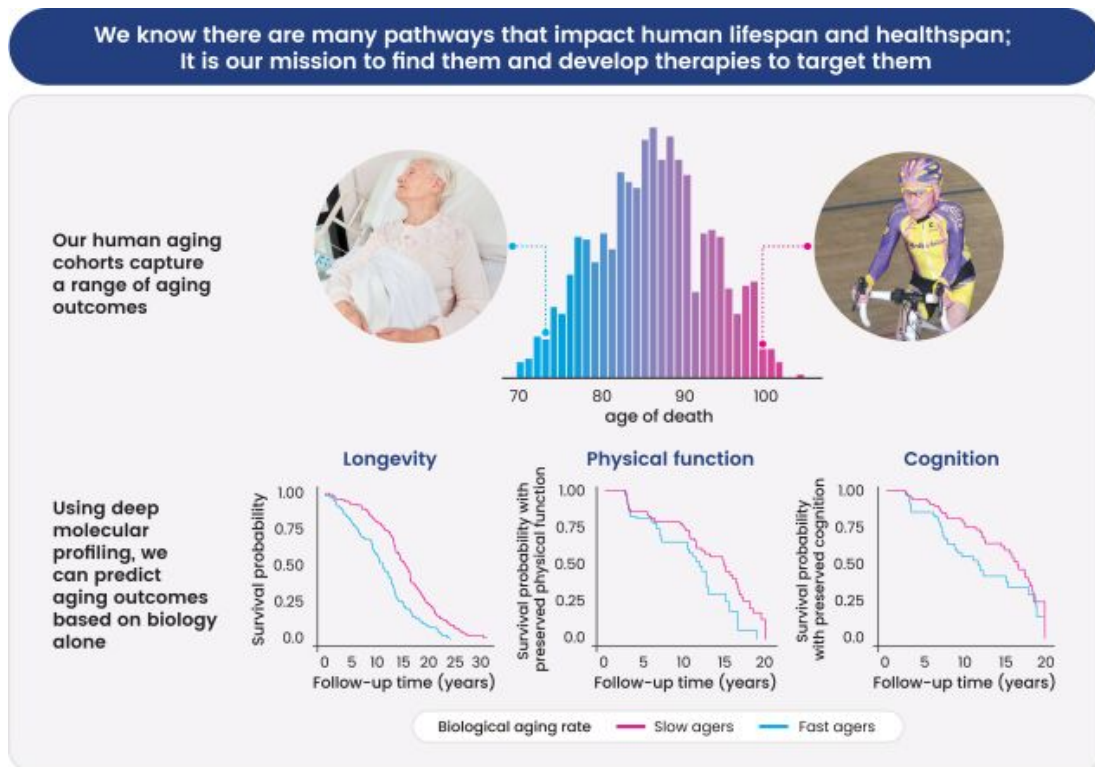 We know there are many pathways that impact human lifespan and healthspan;
It is our mission to find them and develop therapies to target them
Our human aging
cohorts capture
a range of aging
outcomes
70
80
90
100
age of death
Using deep
molecular
profiling, we
can predict
aging outcomes
based on biology
alone
Longevity
Survival probability
1.00
0.75
0.50
0.25
0.0
0 5 10 15 20 25 30
Follow-up time (years)
Physical function
Survival probability with
preserved physical function
1.00
0.75
0.50
0.25
0.0
0 5 10 15 20
Follow-up time (years)
Cognition
Survival probability
with preserved cognition
1.00
0.75
0.50
0.25
0.0
0 5 10 15 20
Follow-up time (years)
Biological aging rate Slow agers Fast agers